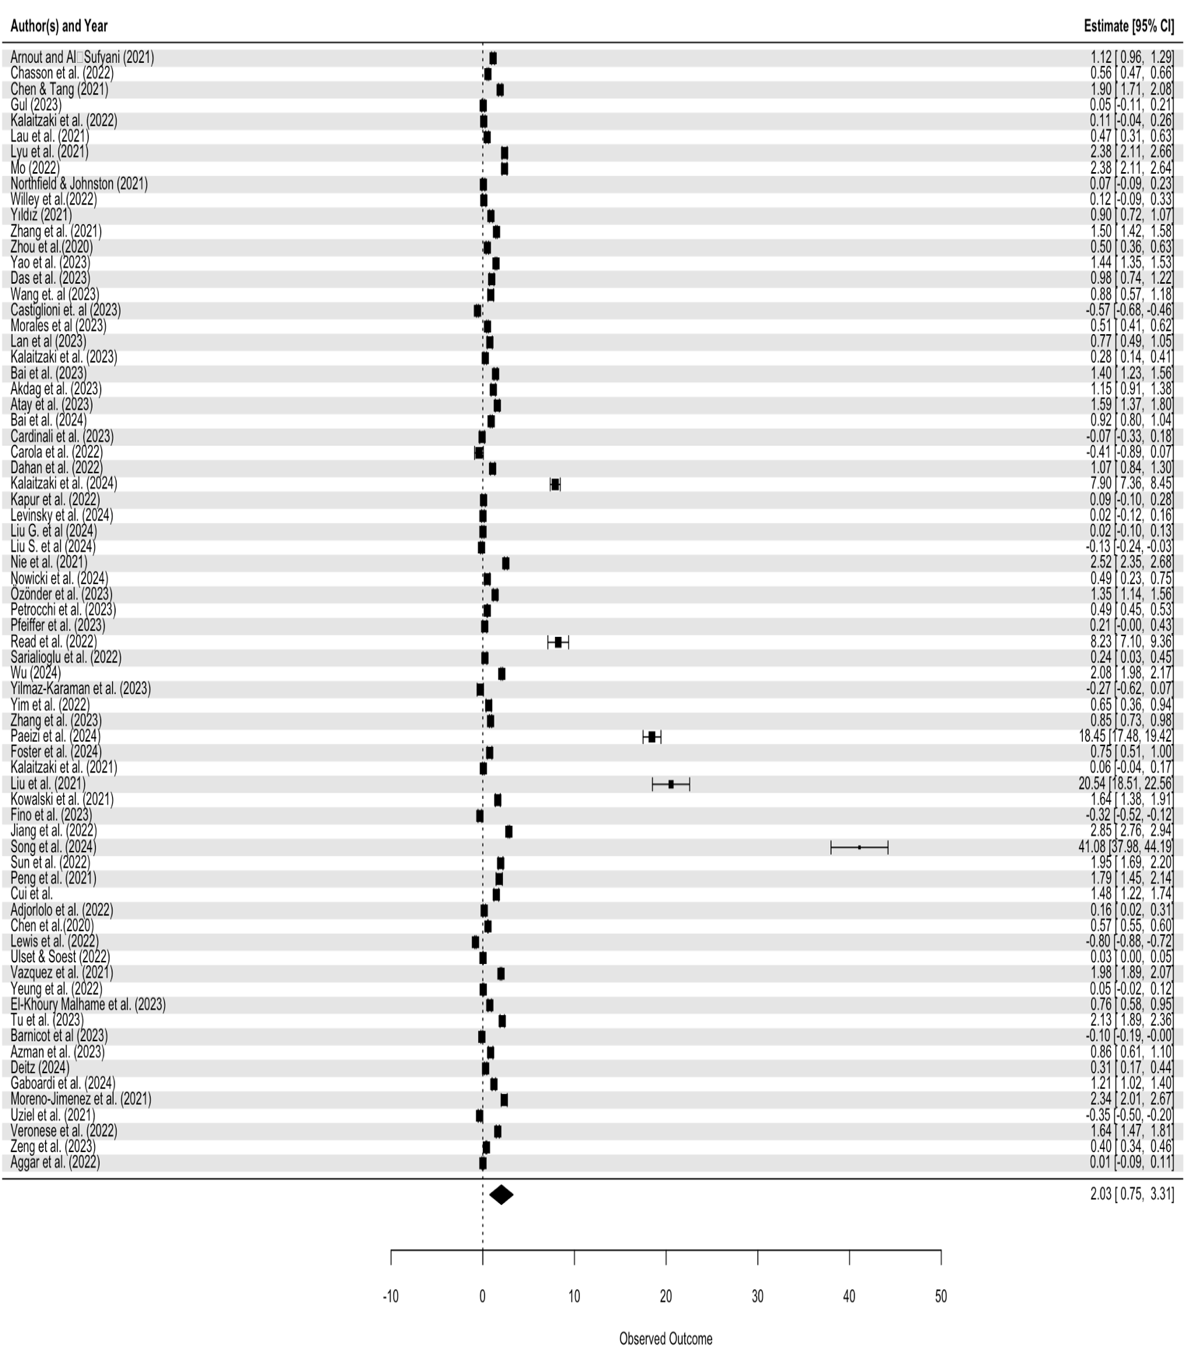 Author(s) and Year Estimate [95% CI]
Arnout and Al□Sufyani (2021) 1.12 [ 0.96, 1.29]
Chasson et al. (2022) 0.56 [ 0.47, 0.66]
Chen & Tang (2021) 1.90 [ 1.71, 2.08]
Gul (2023) 0.05 [-0.11, 0.21]
Kalaitzaki et al. (2022) 0.11 [-0.04, 0.26]
Lau et al. (2021) 0.47 [ 0.31, 0.63]
Lyu et al. (2021) 2.38 [ 2.11, 2.66]
Mo (2022) 2.38 [ 2.11, 2.64]
Northfield & Johnston (2021) 0.07 [-0.09, 0.23]
Willey et al.(2022) 0.12 [-0.09, 0.33]
Yıldız (2021) 0.90 [ 0.72, 1.07]
Zhang et al. (2021) 1.50 [ 1.42, 1.58]
Zhou et al.(2020) 0.50 [ 0.36, 0.63]
Yao et al. (2023) 1.44 [ 1.35, 1.53]
Das et al. (2023) 0.98 [ 0.74, 1.22]
Wang et. al (2023) 0.88 [ 0.57, 1.18]
Castiglioni et. al (2023) -0.57 [-0.68, -0.46]
Morales et al (2023) 0.51 [ 0.41, 0.62]
Lan et al (2023) 0.77 [ 0.49, 1.05]
Kalaitzaki et al. (2023) 0.28 [ 0.14, 0.41]
Bai et al. (2023) 1.40 [ 1.23, 1.56]
Akdag et al. (2023) 1.15 [ 0.91, 1.38]
Atay et al. (2023) 1.59 [ 1.37, 1.80]
Bai et al. (2024) 0.92 [ 0.80, 1.04]
Cardinali et al. (2023) -0.07 [-0.33, 0.18]
Carola et al. (2022) -0.41 [-0.89, 0.07]
Dahan et al. (2022) 1.07 [ 0.84, 1.30]
Kalaitzaki et al. (2024) 7.90 [ 7.36, 8.45]
Kapur et al. (2022) 0.09 [-0.10, 0.28]
Levinsky et al. (2024) 0.02 [-0.12, 0.16]
Liu G. et al (2024) 0.02 [-0.10, 0.13]
Liu S. et al (2024) -0.13 [-0.24, -0.03]
Nie et al. (2021) 2.52 [ 2.35, 2.68]
Nowicki et al. (2024) 0.49 [ 0.23, 0.75]
Özönder et al. (2023) 1.35 [ 1.14, 1.56]
Petrocchi et al. (2023) 0.49 [ 0.45, 0.53]
Pfeiffer et al. (2023) 0.21 [-0.00, 0.43]
Read et al. (2022) 8.23 [ 7.10, 9.36]
Sarialioglu et al. (2022) 0.24 [ 0.03, 0.45]
Wu (2024) 2.08 [ 1.98, 2.17]
Yilmaz-Karaman et al. (2023) -0.27 [-0.62, 0.07]
Yim et al. (2022) 0.65 [ 0.36, 0.94]
Zhang et al. (2023) 0.85 [ 0.73, 0.98]
Paeizi et al. (2024) 18.45 [17.48, 19.42]
Foster et al. (2024) 0.75 [ 0.51, 1.00]
Kalaitzaki et al. (2021) 0.06 [-0.04, 0.17]
Liu et al. (2021) 20.54 [18.51, 22.56]
Kowalski et al. (2021) 1.64 [ 1.38, 1.91]
Fino et al. (2023) -0.32 [-0.52, -0.12]
Jiang et al. (2022) 2.85 [ 2.76, 2.94]
Song et al. (2024) 41.08 [37.98, 44.19]
Sun et al. (2022) 1.95 [ 1.69, 2.20]
Peng et al. (2021) 1.79 [ 1.45, 2.14]
Cui et al. 1.48 [ 1.22, 1.74]
Adjorlolo et al. (2022) 0.16 [ 0.02, 0.31]
Chen et al.(2020) 0.57 [ 0.55, 0.60]
Lewis et al. (2022) -0.80 [-0.88, -0.72]
Ulset & Soest (2022) 0.03 [ 0.00, 0.05]
Vazquez et al. (2021) 1.98 [ 1.89, 2.07]
Yeung et al. (2022) 0.05 [-0.02, 0.12]
El-Khoury Malhame et al. (2023) 0.76 [ 0.58, 0.95]
Tu et al. (2023) 2.13 [ 1.89, 2.36]
Barnicot et al (2023) -0.10 [-0.19, -0.00]
Azman et al. (2023) 0.86 [ 0.61, 1.10]
Deitz (2024) 0.31 [ 0.17, 0.44]
Gaboardi et al. (2024) 1.21 [ 1.02, 1.40]
Moreno-Jimenez et al. (2021) 2.34 [ 2.01, 2.67]
Uziel et al. (2021) -0.35 [-0.50, -0.20]
Veronese et al. (2022) 1.64 [ 1.47, 1.81]
Zeng et al. (2023) 0.40 [ 0.34, 0.46]
Aggar et al. (2022) 0.01 [-0.09, 0.11]
2.03 [ 0.75, 3.31]
-10 0 10 20 30 40 50
Observed Outcome